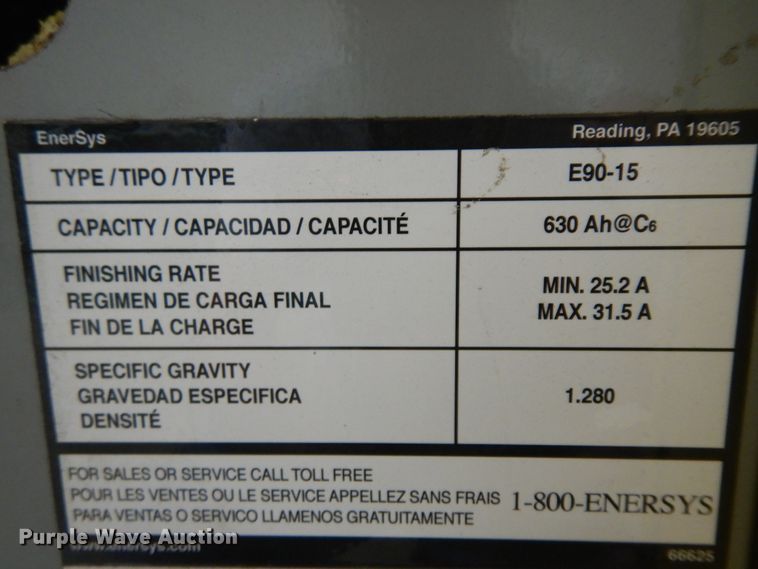 EnerSys Reading, PA 19605
TYPE / TIPO / TYPE E90-15
CAPACITY / CAPACIDAD / CAPACITÉ 630 Ah@C6
FINISHING RATE
REGIMEN DE CARGA FINAL
FIN DE LA CHARGE
MIN. 25.2 A
MAX. 31.5 A
SPECIFIC GRAVITY
GRAVEDAD ESPECIFICA
DENSITÉ
1.280
FOR SALES OR SERVICE CALL TOLL FREE
POUR LES VENTES OU LE SERVICE APPELLEZ SANS FRAIS
PARA VENTAS O SERVICO LLAMENOS GRATUITAMENTE
1-800-ENERSYS
www.enersys.com 66625
Purple Wave Auction